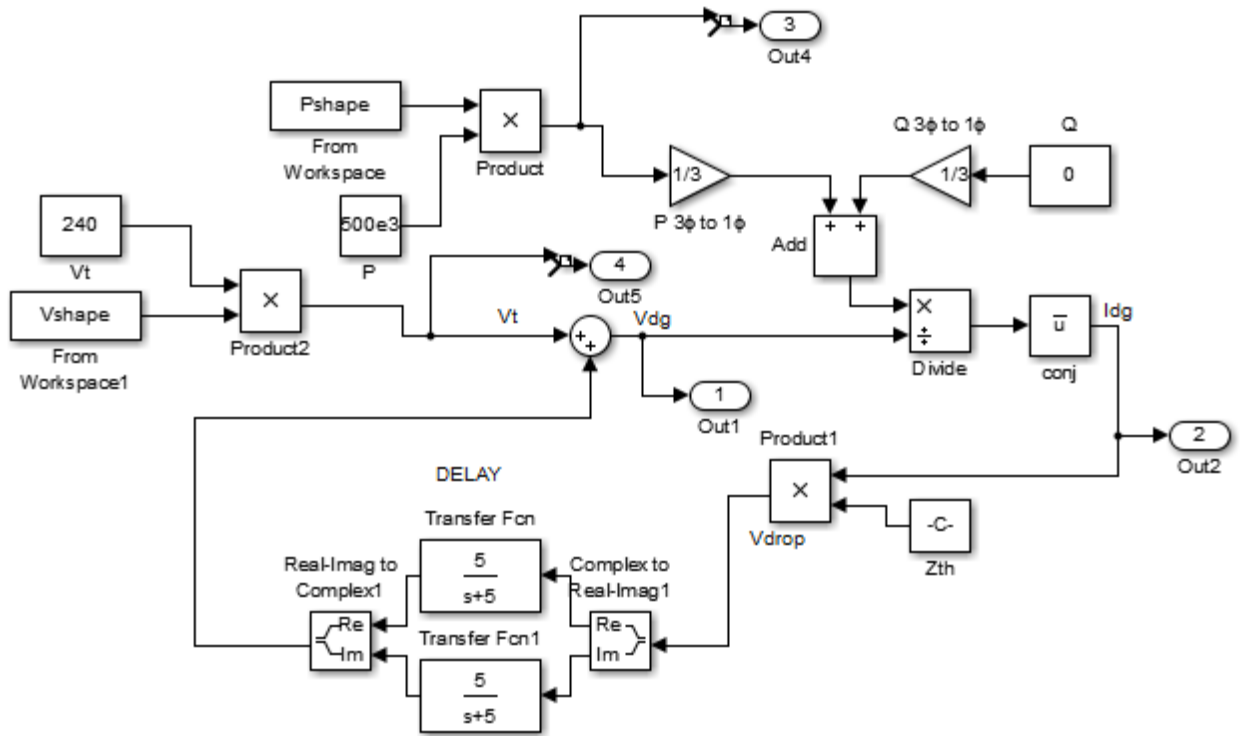 3
Out4
Pshape
From
Workspace
×
Product
Q 3ϕ to 1ϕ
Q
1/3
1/3
0
P 3ϕ to 1ϕ
500e3
P
240
Vt
Add
+ +
4
Out5
Vshape
From
Workspace1
×
Product2
Vt
+
+
Vdg
×
÷
Divide
u
conj
Idg
1
Out1
2
Out2
Product1
×
Vdrop
-C-
Zth
DELAY
Transfer Fcn
5
s+5
Real-Imag to
Complex1
Complex to
Real-Imag1
Re
Im
Re
Im
Transfer Fcn1
5
s+5